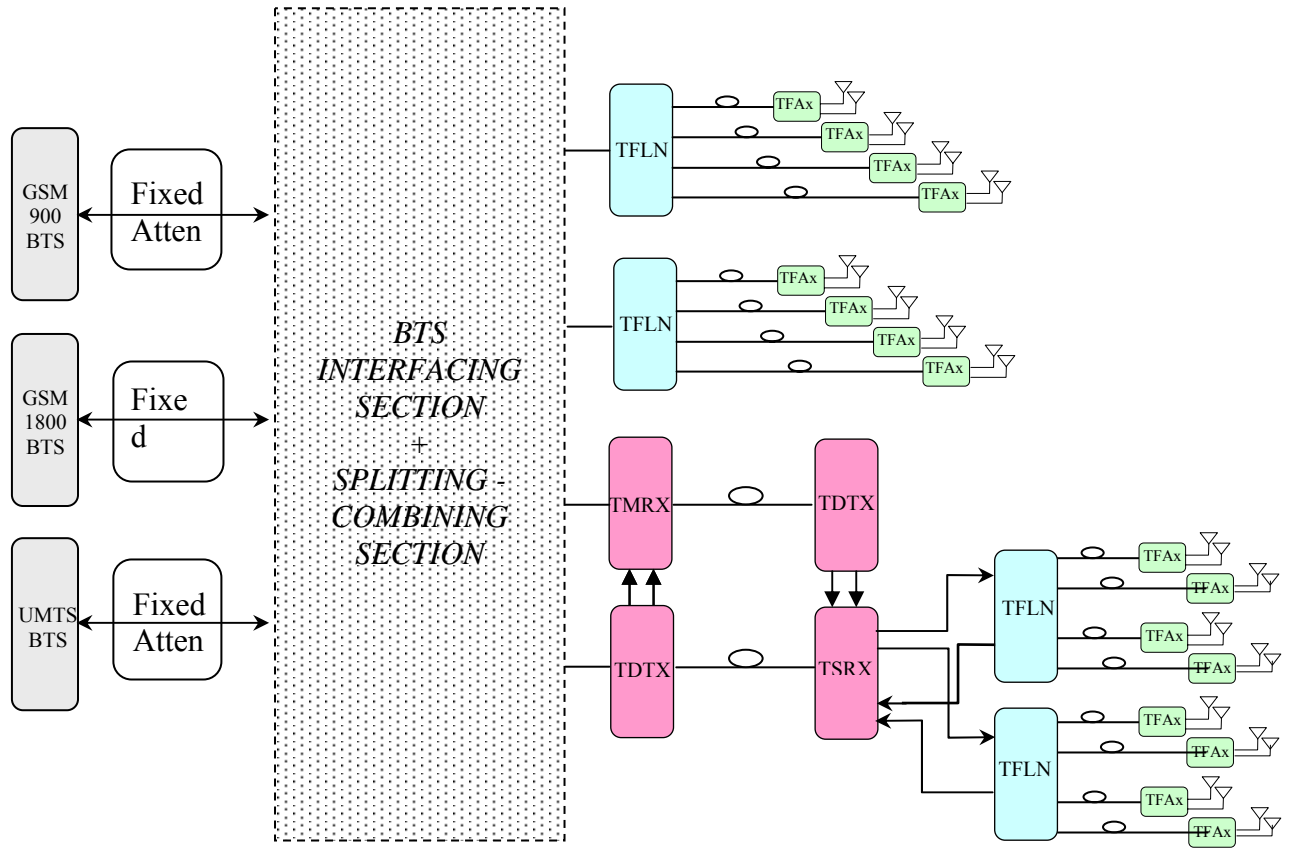 GSM
900
BTS
Fixed
Atten
GSM
1800
BTS
Fixe
d
UMTS
BTS
Fixed
Atten
BTS
INTERFACING
SECTION
+
SPLITTING -
COMBINING
SECTION
TFLN
TFAx
TFAx
TFAx
TFAx
TFLN
TFAx
TFAx
TFAx
TFAx
TMRX
TDTX
TDTX
TSRX
TFLN
TFAx
TFAx
TFAx
TFAx
TFLN
TFAx
TFAx
TFAx
TFAx